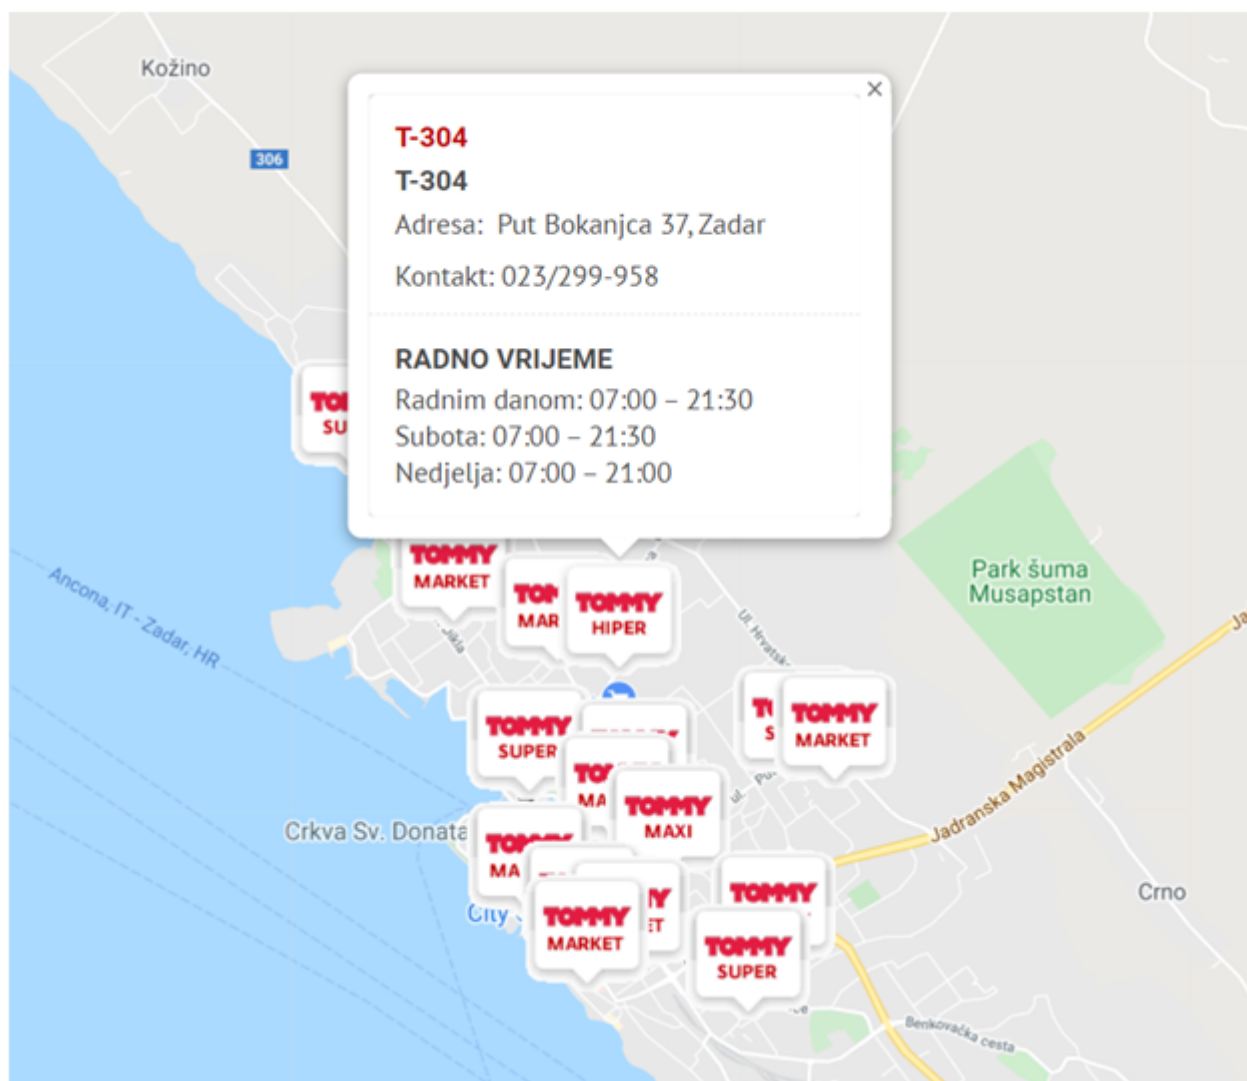 Kožino
306
×
T-304
T-304
Adresa: Put Bokanjca 37, Zadar
Kontakt: 023/299-958
RADNO VRIJEME
Radnim danom: 07:00 – 21:30
Subota: 07:00 – 21:30
Nedjelja: 07:00 – 21:00
TOMMY
MARKET
TOMMY
HIPER
Park šuma
Musapstan
Ancona, IT - Zadar, HR
Ul. Hrvatsk
TOMMY
SUPER
TOMMY
MARKET
Jadranska Magistrala
TOMMY
MAXI
Crkva Sv. Donata
City
TOMMY
MARKET
TOMMY
TOMMY
SUPER
Crno
Benkovačka cesta